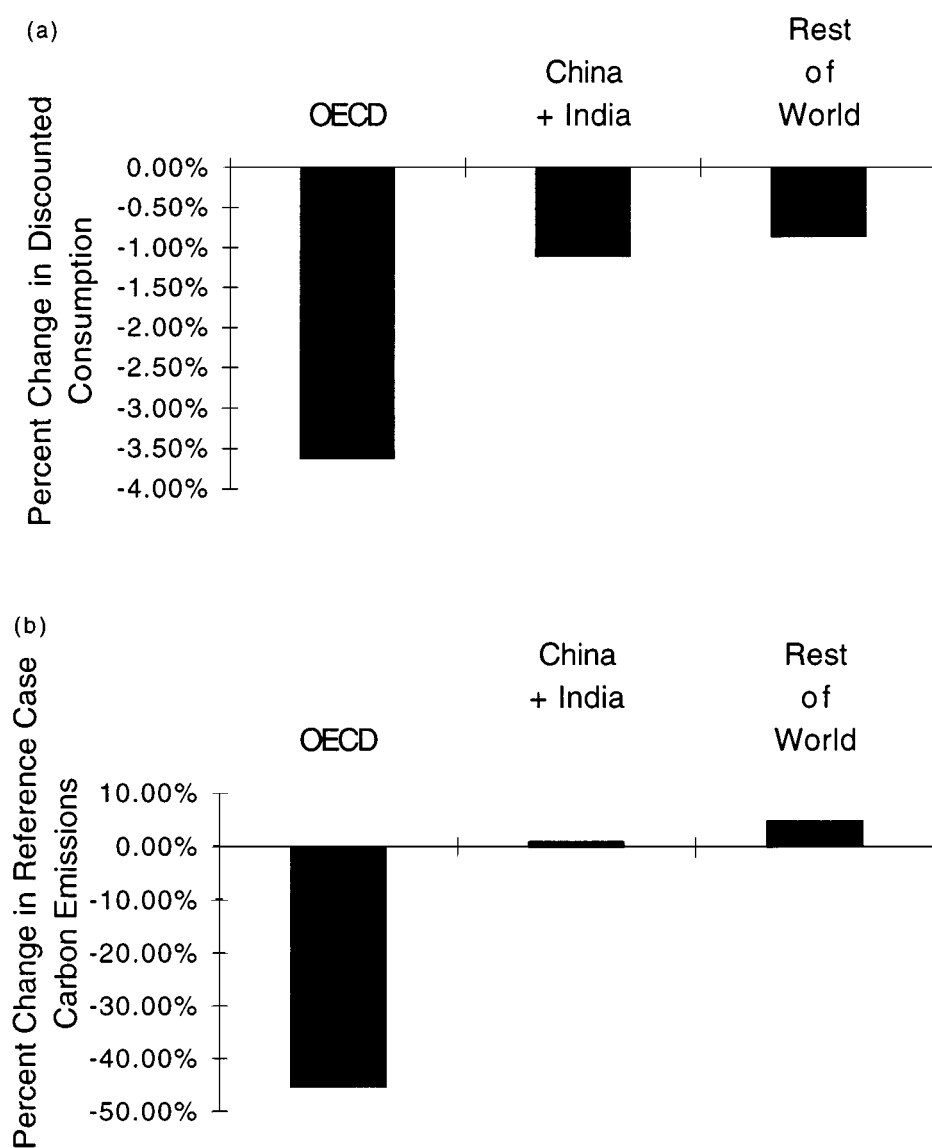 (a)
OECD
China
+ India
Rest
of
World
Percent Change in Discounted
Consumption
0.00%
-0.50%
-1.00%
-1.50%
-2.00%
-2.50%
-3.00%
-3.50%
-4.00%
(b)
OECD
China
+ India
Rest
of
World
Percent Change in Reference Case
Carbon Emissions
10.00%
0.00%
-10.00%
-20.00%
-30.00%
-40.00%
-50.00%